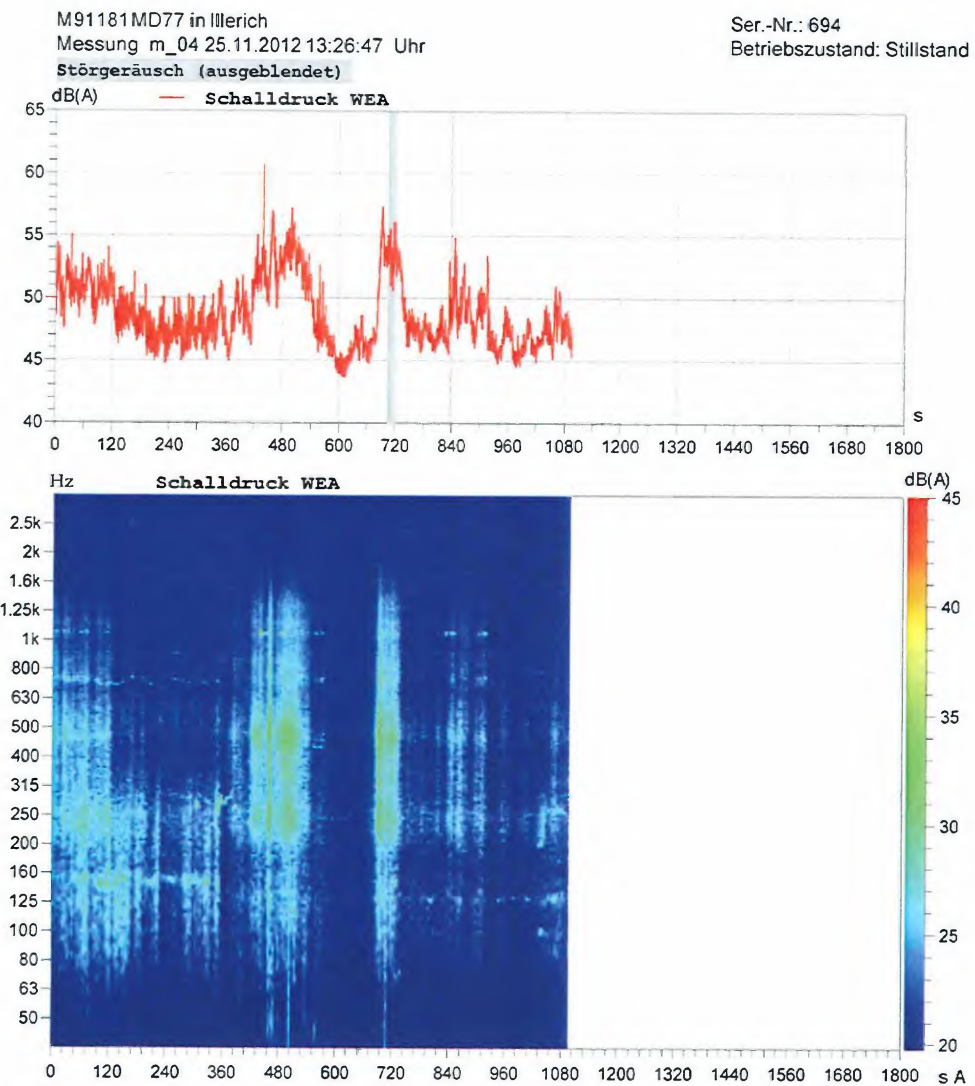 M91181MD77 in Illerich
Messung m_04 25.11.2012 13:26:47 Uhr
Ser.-Nr.: 694
Betriebszustand: Stillstand
Störgeräusch (ausgeblendet)
dB(A) Schalldruck WEA
65
60
55
50
45
40
s
0 120 240 360 480 600 720 840 960 1080 1200 1320 1440 1560 1680 1800
Hz Schalldruck WEA dB(A)
2.5k
2k
1.6k
1.25k
1k
800
630
500
400
315
250
200
160
125
100
80
63
50
45
40
35
30
25
20
0 120 240 360 480 600 720 840 960 1080 1200 1320 1440 1560 1680 1800 s A